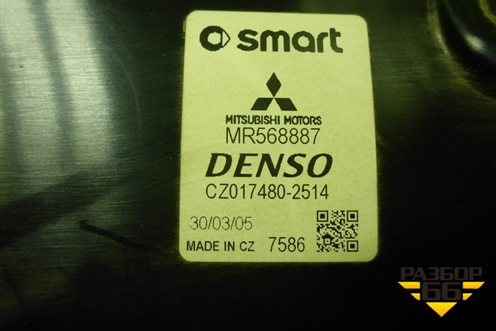 smart
MITSUBISHI MOTORS
MR568887
DENSO
CZ017480-2514
30/03/05
MADE IN CZ 7586
РАЗБОР
66